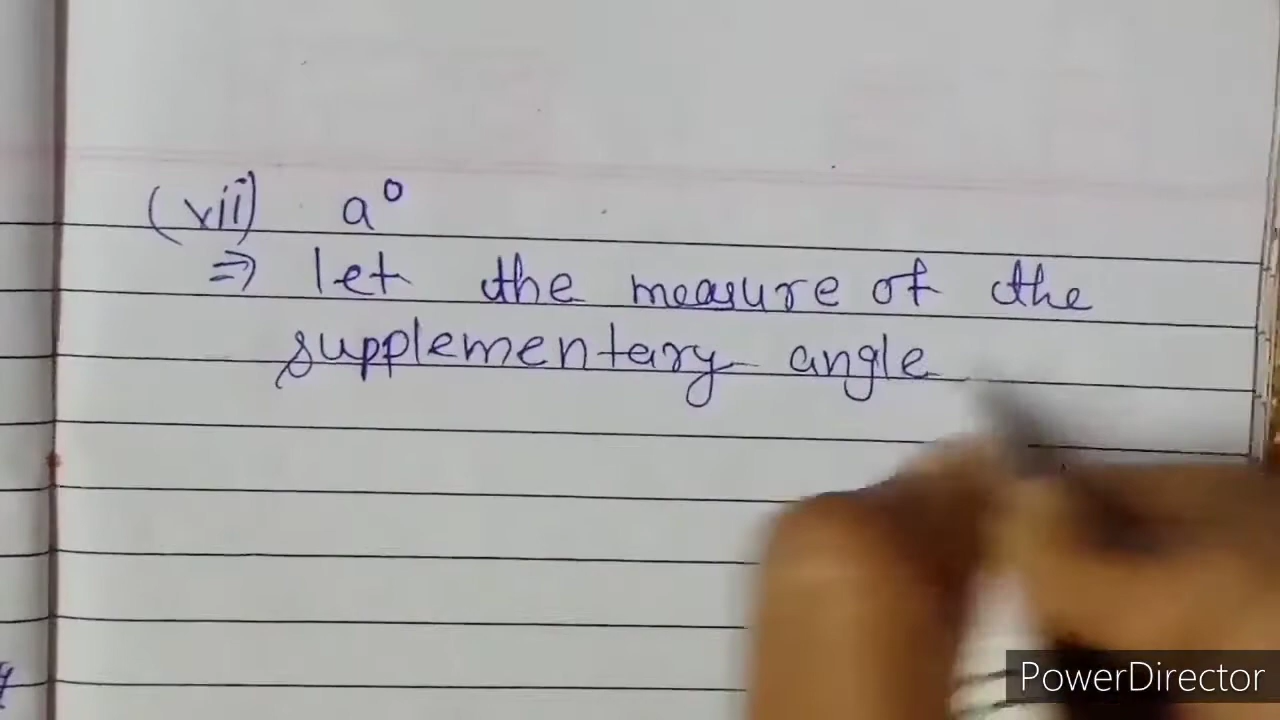 (vii) a°
⇒ let the measure of the
supplementary angle
PowerDirector